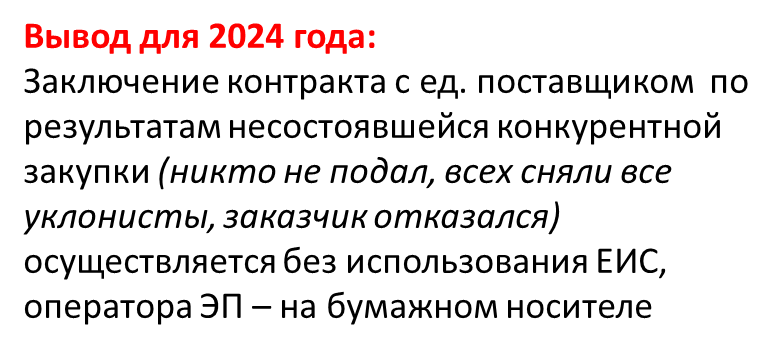 Вывод для 2024 года:
Заключение контракта с ед. поставщиком по
результатам несостоявшейся конкурентной
закупки (никто не подал, всех сняли все
уклонисты, заказчик отказался)
осуществляется без использования ЕИС,
оператора ЭП – на бумажном носителе